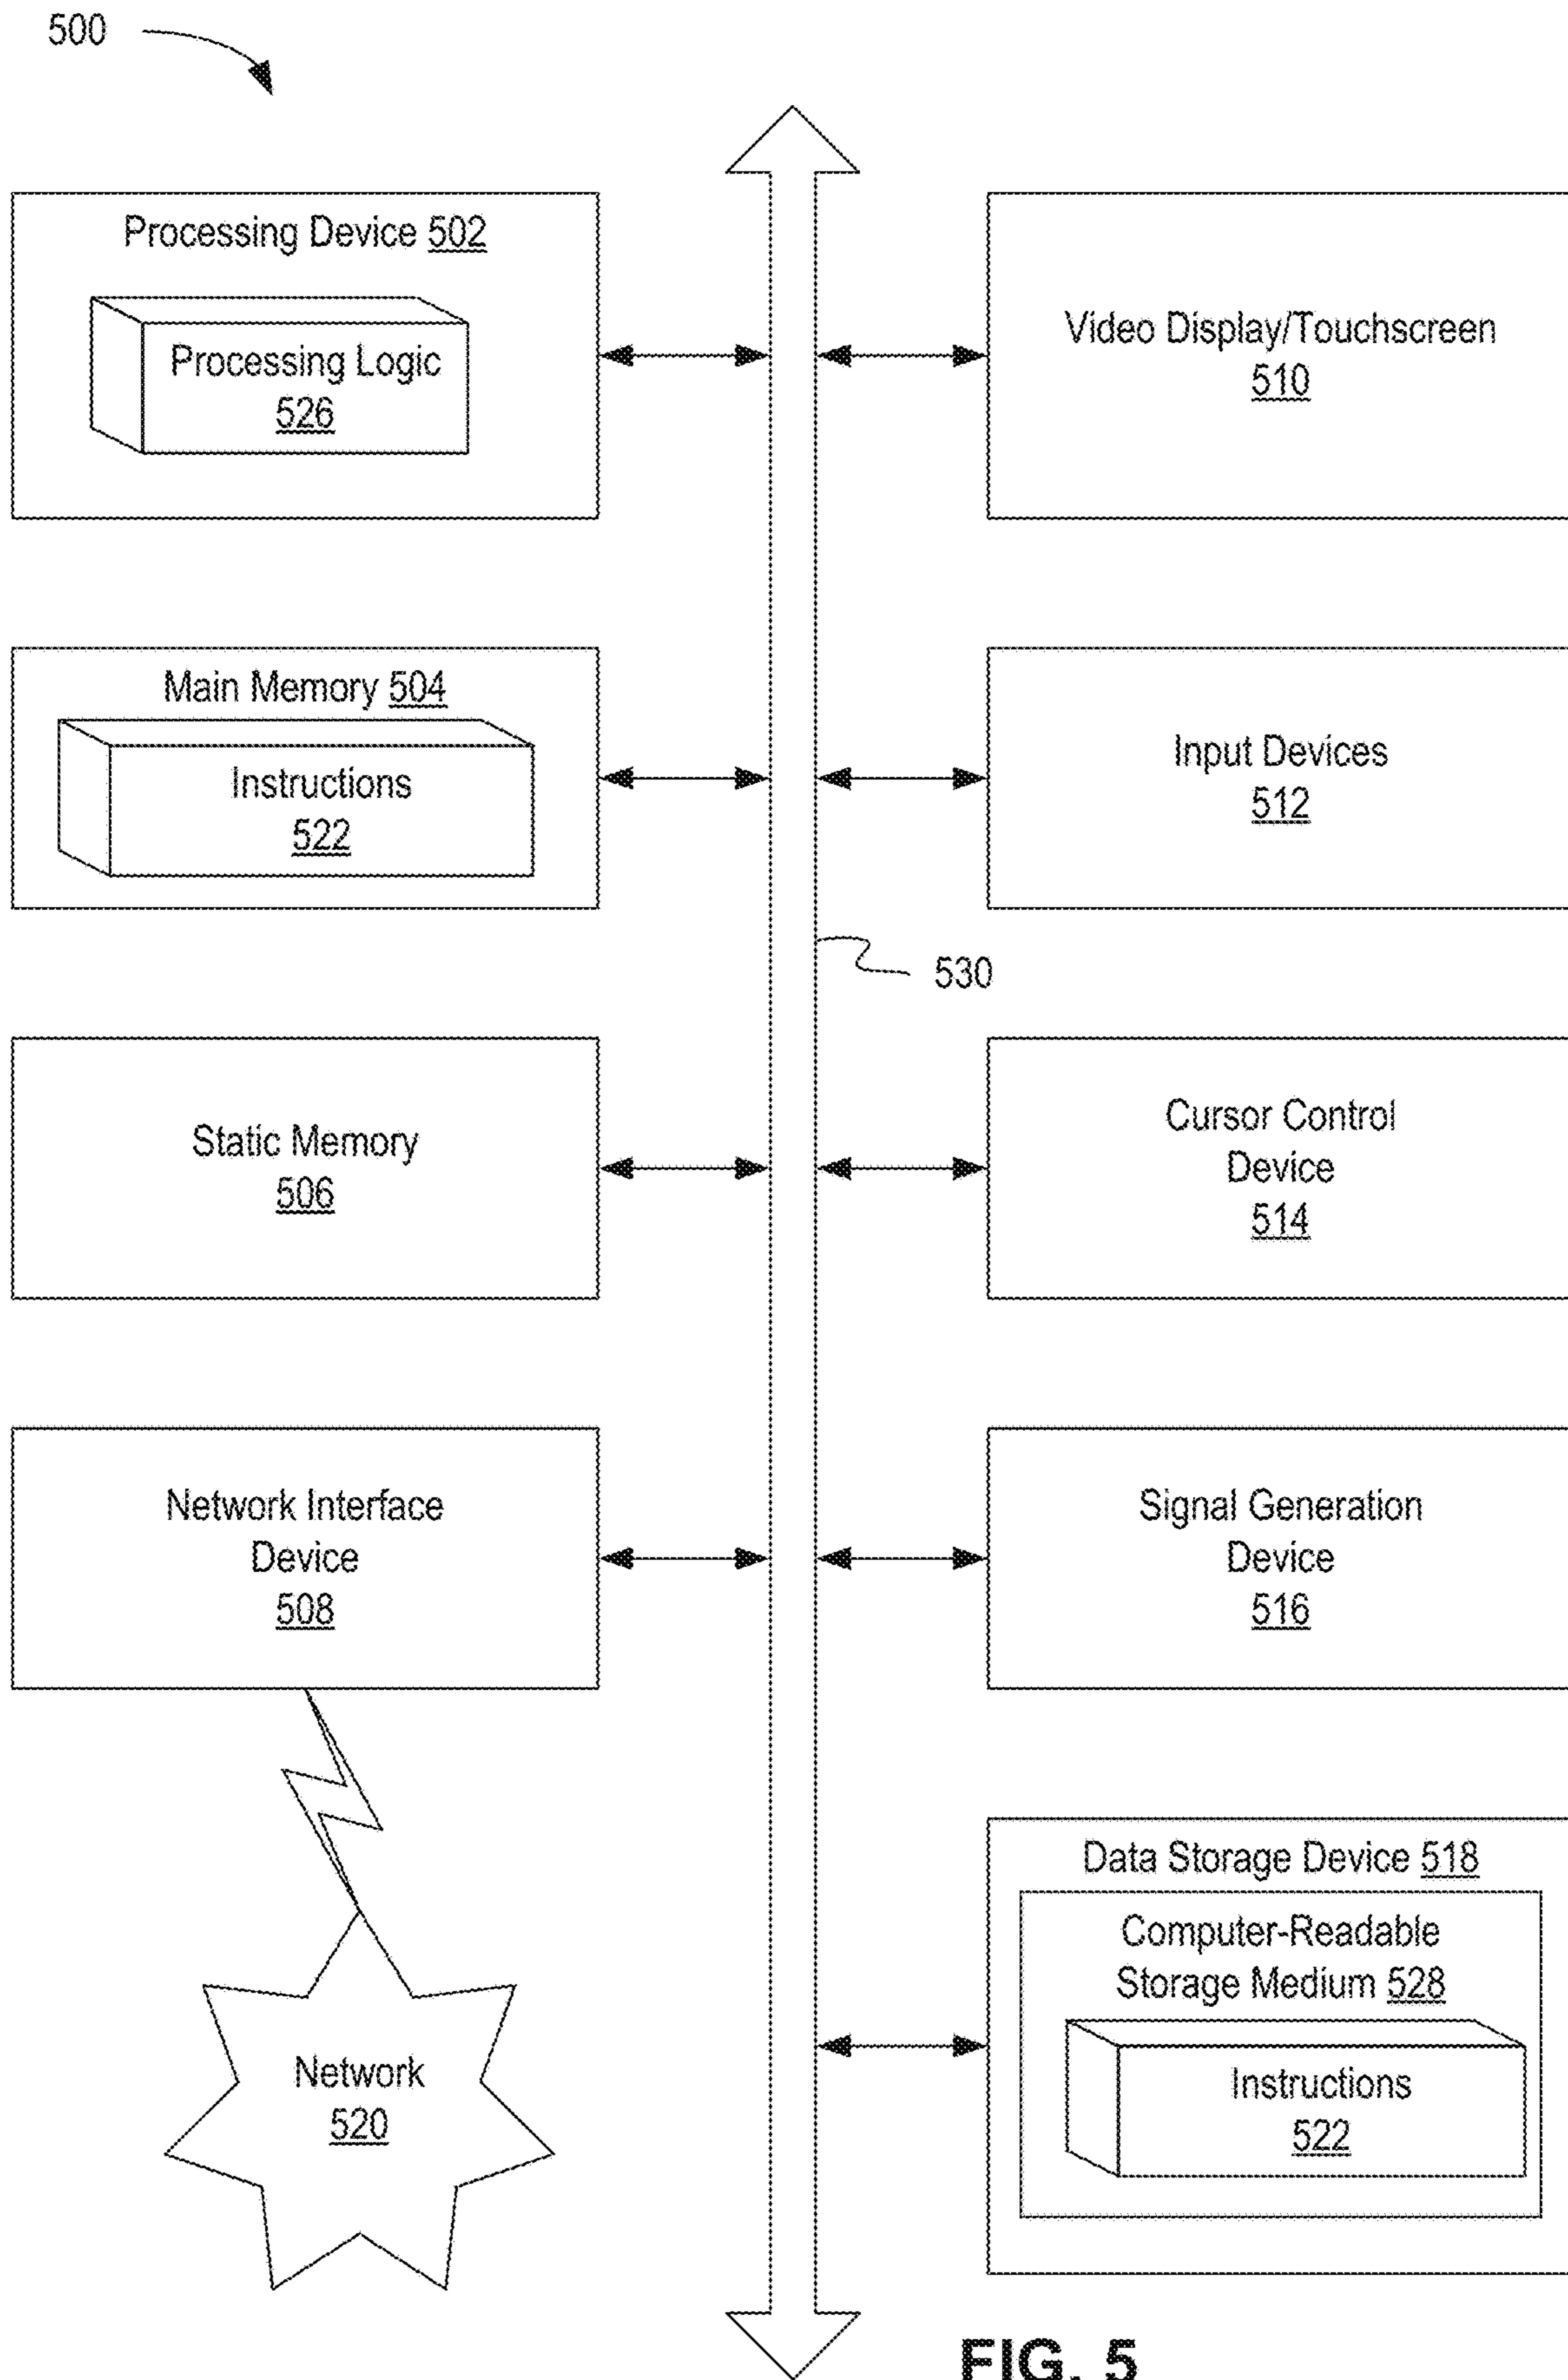 500
Processing Device 502
Processing Logic
526
Video Display/Touchscreen
510
Main Memory 504
Instructions
522
Input Devices
512
530
Static Memory
506
Cursor Control
Device
514
Network Interface
Device
508
Signal Generation
Device
516
Data Storage Device 518
Computer-Readable
Storage Medium 528
Instructions
522
Network
520
FIG. 5